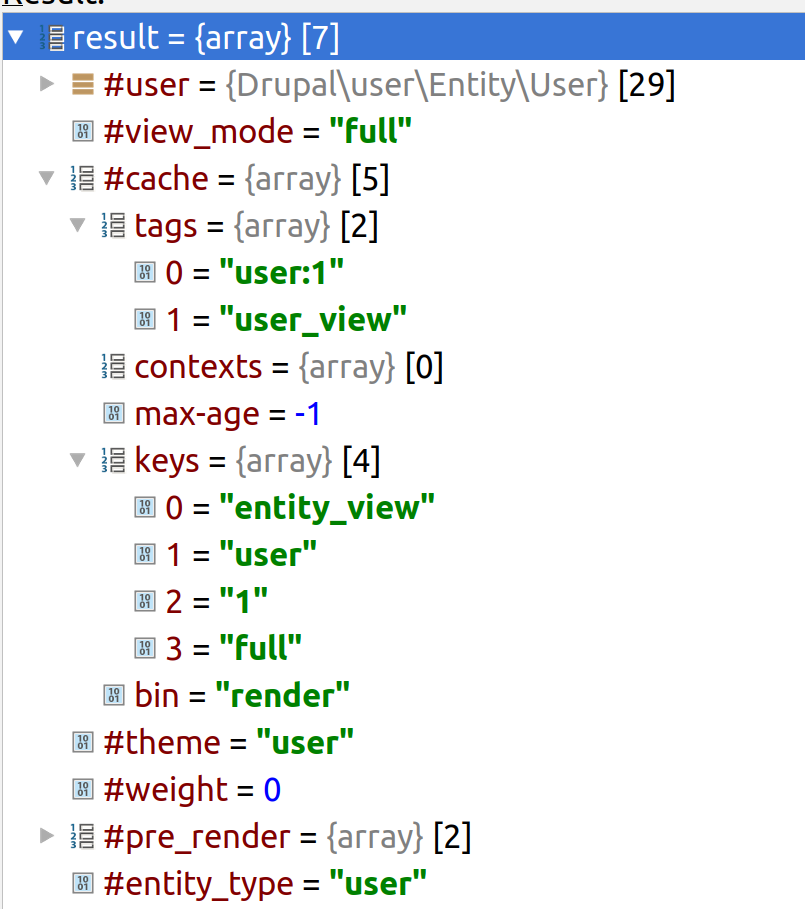 Result:
result = {array} [7]
#user = {Drupal\user\Entity\User} [29]
#view_mode = "full"
#cache = {array} [5]
tags = {array} [2]
0 = "user:1"
1 = "user_view"
contexts = {array} [0]
max-age = -1
keys = {array} [4]
0 = "entity_view"
1 = "user"
2 = "1"
3 = "full"
bin = "render"
#theme = "user"
#weight = 0
#pre_render = {array} [2]
#entity_type = "user"